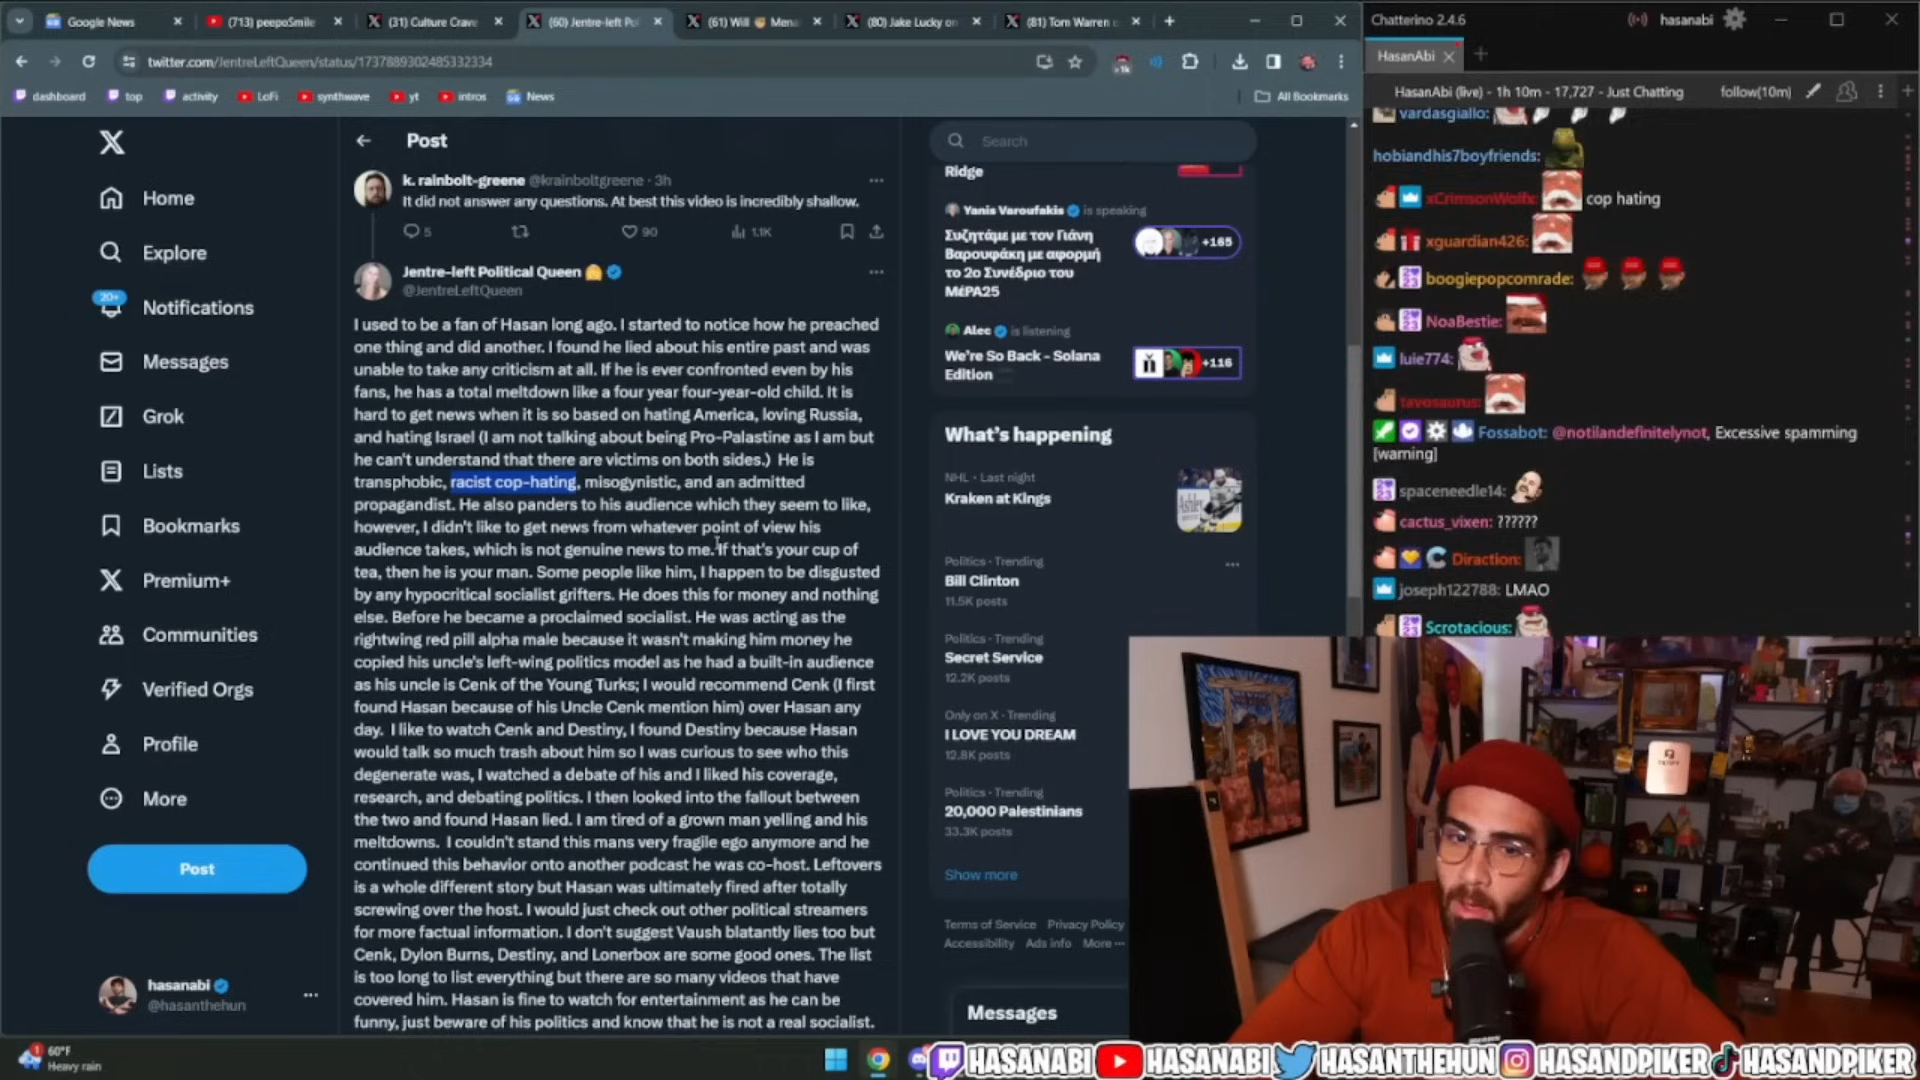 Google News
(713) peepoSmile
(31) Culture Crave
(60) Jentre-left Pol
(61) Will Mena
(80) Jake Lucky on
(81) Tom Warren
twitter.com/JentreLeftQueen/status/1737889302485332334
dashboard
top
activity
LoFi
synthwave
yt
intros
News
All Bookmarks
Home
Explore
20+
Notifications
Messages
Grok
Lists
Bookmarks
Communities
Premium+
Verified Orgs
Profile
More
Post
hasanabi
@hasanthehun
Post
k. rainbolt-greene @krainboltgreene · 3h
It did not answer any questions. At best this video is incredibly shallow.
5
90
1.1K
Jentre-left Political Queen
@JentreLeftQueen
I used to be a fan of Hasan long ago. I started to notice how he preached
one thing and did another. I found he lied about his entire past and was
unable to take any criticism at all. If he is ever confronted even by his
fans, he has a total meltdown like a four year four-year-old child. It is
hard to get news when it is so based on hating America, loving Russia,
and hating Israel (I am not talking about being Pro-Palastine as I am but
he can't understand that there are victims on both sides.) He is
transphobic, racist cop-hating, misogynistic, and an admitted
propagandist. He also panders to his audience which they seem to like,
however, I didn't like to get news from whatever point of view his
audience takes, which is not genuine news to me. If that's your cup of
tea, then he is your man. Some people like him, I happen to be disgusted
by any hypocritical socialist grifters. He does this for money and nothing
else. Before he became a proclaimed socialist. He was acting as the
rightwing red pill alpha male because it wasn't making him money he
copied his uncle's left-wing politics model as he had a built-in audience
as his uncle is Cenk of the Young Turks; I would recommend Cenk (I first
found Hasan because of his Uncle Cenk mention him) over Hasan any
day. I like to watch Cenk and Destiny, I found Destiny because Hasan
would talk so much trash about him so I was curious to see who this
degenerate was, I watched a debate of his and I liked his coverage,
research, and debating politics. I then looked into the fallout between
the two and found Hasan lied. I am tired of a grown man yelling and his
meltdowns. I couldn't stand this mans very fragile ego anymore and he
continued this behavior onto another podcast he was co-host. Leftovers
is a whole different story but Hasan was ultimately fired after totally
screwing over the host. I would just check out other political streamers
for more factual information. I don't suggest Vaush blatantly lies too but
Cenk, Dylon Burns, Destiny, and Lonerbox are some good ones. The list
is too long to list everything but there are so many videos that have
covered him. Hasan is fine to watch for entertainment as he can be
funny, just beware of his politics and know that he is not a real socialist.
Search
Ridge
Yanis Varoufakis is speaking
Συζητάμε με τον Γιάνη
Βαρουφάκη με αφορμή
το 2ο Συνέδριο του
ΜέΡΑ25
+165
Alec is listening
We're So Back - Solana
Edition
+116
What's happening
NHL · Last night
Kraken at Kings
Politics · Trending
Bill Clinton
11.5K posts
Politics · Trending
Secret Service
12.2K posts
Only on X · Trending
I LOVE YOU DREAM
12.8K posts
Politics · Trending
20,000 Palestinians
33.3K posts
Show more
Terms of Service Privacy Policy
Accessibility Ads info More
Messages
Chatterino 2.4.6
hasanabi
HasanAbi
HasanAbi (live) - 1h 10m - 17,727 - Just Chatting
follow(10m)
vardasgiallo:
hobiandhis7boyfriends:
xCrimsonWolfx: cop hating
xguardian426:
boogiepopcomrade:
NoaBestie:
luie774:
tavosaurus:
Fossabot: @notilandefinitelynot, Excessive spamming
[warning]
spaceneedle14:
cactus_vixen: ??????
Diraction:
joseph122788: LMAO
Scrotacious:
60°F
Heavy rain
HASANABI HASANABI HASANTHEHUN HASANDPIKER HASANDPIKER